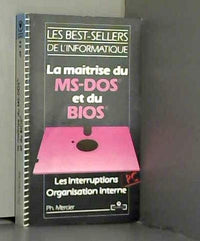 LES BEST-SELLERS
DE L'INFORMATIQUE
La maîtrise du
MS-DOS
et du
BIOS
Les Interruptions
Organisation Interne
PC
Ph. Mercier